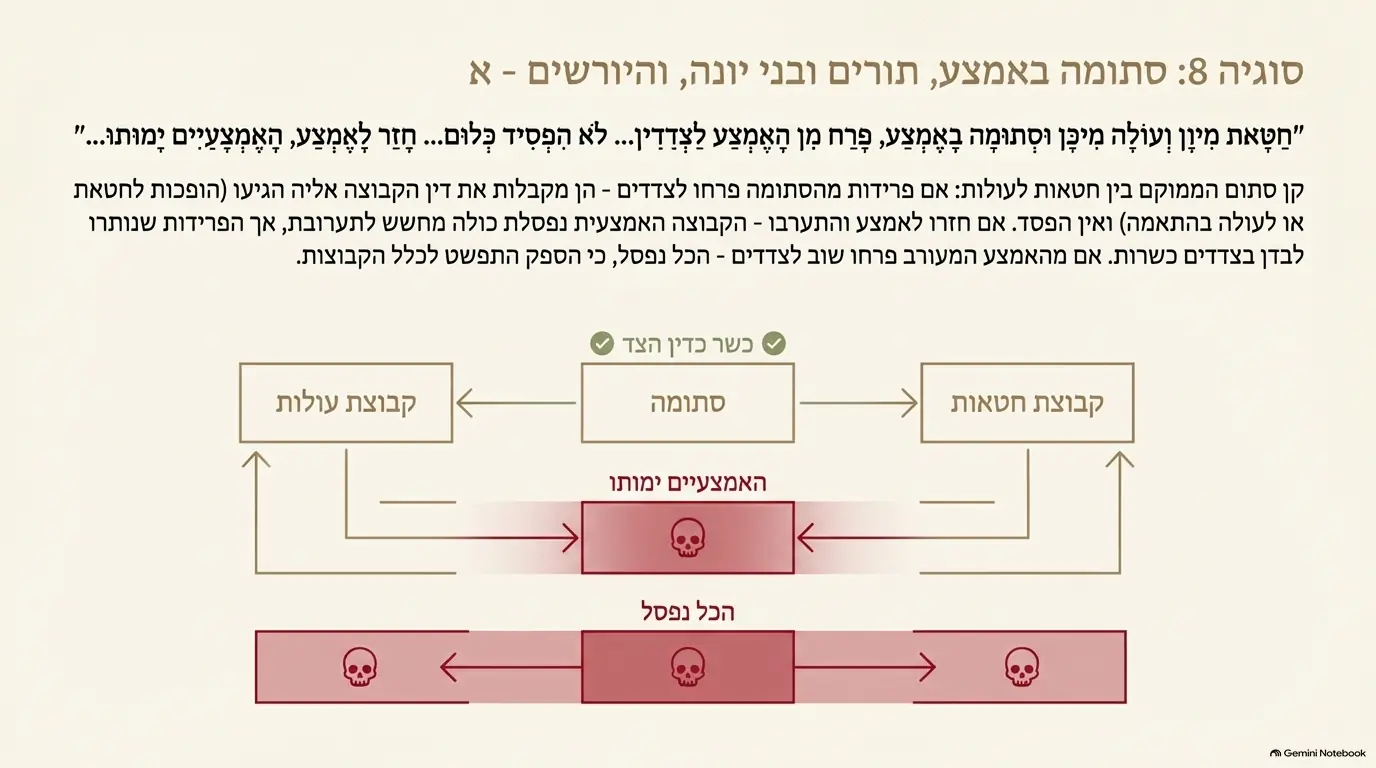 סוגיה 8: סתומה באמצע, תורים ובני יונה, והיורשים - א
"חַטָּאת מִיוָן וְעוֹלָה מִיכָּן וּסְתוּמָה בָאֶמְצַע, פָּרַח מִן הָאֶמְצַע לַצְּדָדִין... לֹא הִפְסִיד כְּלוּם... חָזַר לָאֶמְצַע, הָאֶמְצָעַיִים יָמוּתוּ..."
קן סתום הממוקם בין חטאות לעולות: אם פרידות מהסתומה פרחו לצדדים - הן מקבלות את דין הקבוצה אליה הגיעו (הופכות לחטאת
או לעולה בהתאמה) ואין הפסד. אם חזרו לאמצע והתערבו - הקבוצה האמצעית נפסלת כולה מחשש לתערובת, אך הפרידות שנותרו
לבדן בצדדים כשרות. אם מהאמצע המעורב פרחו שוב לצדדים - הכל נפסל, כי הספק התפשט לכלל הקבוצות.
כשר כדין הצד
קבוצת חטאות
סתומה
קבוצת עולות
האמצעיים ימותו
הכל נפסל
Gemini Notebook